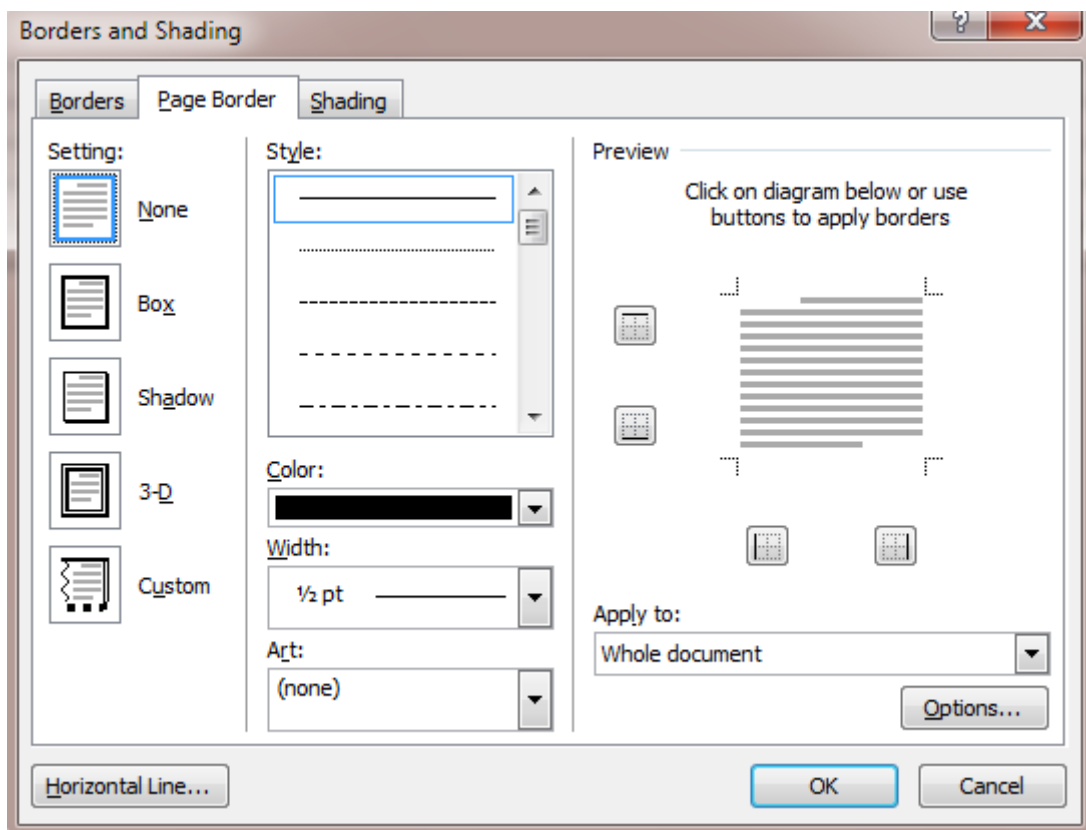 Borders and Shading
?
X
Borders
Page Border
Shading
Setting:
None
Box
Shadow
3-D
Custom
Style:
Color:
Width:
½ pt
Art:
(none)
Preview
Click on diagram below or use
buttons to apply borders
Apply to:
Whole document
Options...
Horizontal Line...
OK
Cancel